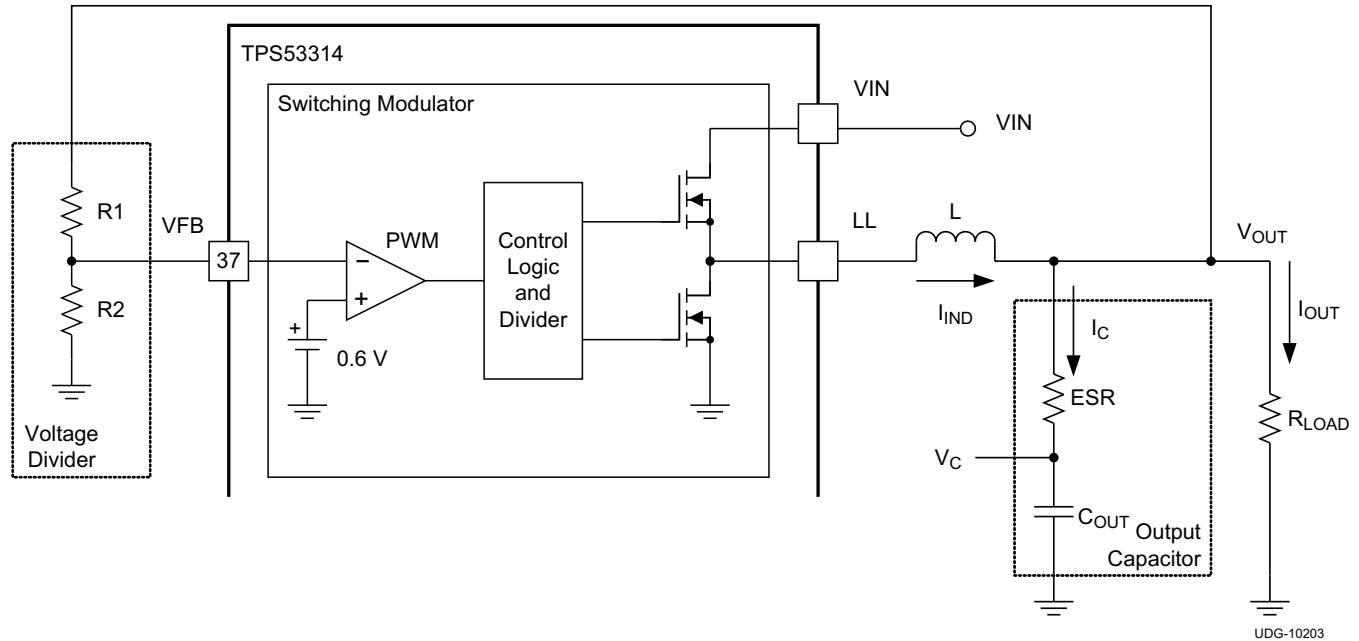 TPS53314
Switching Modulator
VIN
VIN
R1
VFB
37
PWM
−
+
Control
Logic
and
Divider
LL
L
VOUT
IIND
IOUT
IC
R2
+
0.6 V
ESR
RLOAD
Voltage
Divider
VC
COUT
Output
Capacitor
UDG-10203